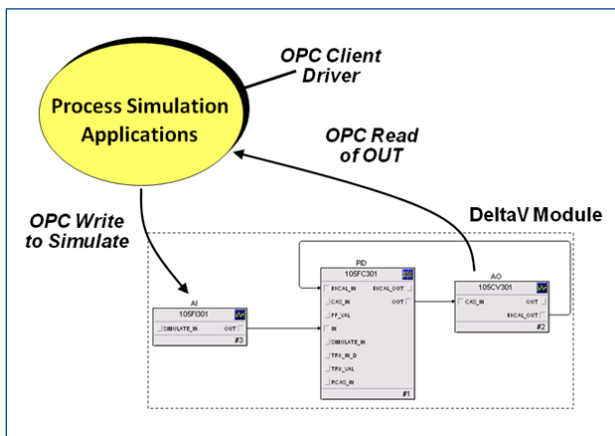 OPC Client
Driver
Process Simulation
Applications
OPC Read
of OUT
OPC Write
to Simulate
DeltaV Module
PID
105FC301
BKCAL_IN BKCAL_OUT
CAS_IN OUT
FF_VAL
IN
SIMULATE_IN
TRK_IN_D
TRK_VAL
RCAS_IN
#1
AO
105CV301
CAS_IN OUT
BKCAL_OUT
#2
AI
105FI301
SIMULATE_IN OUT
#3